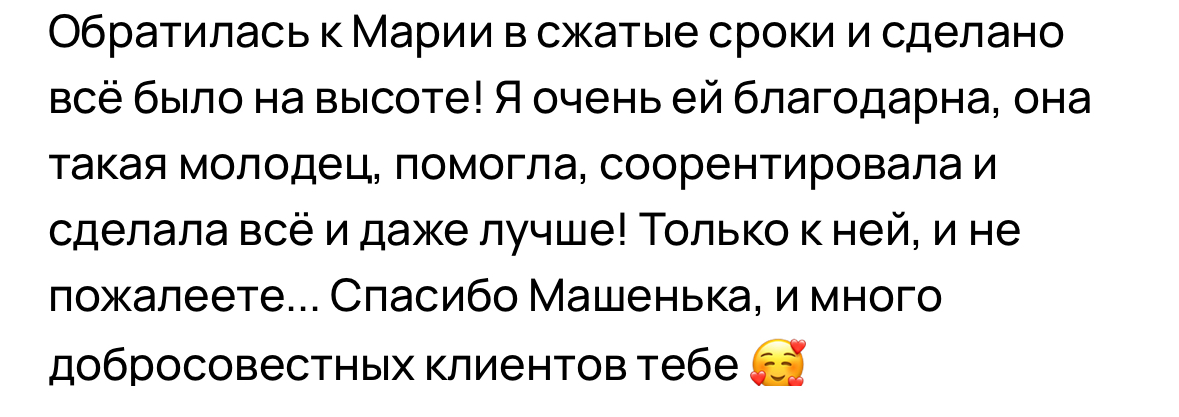 Обратилась к Марии в сжатые сроки и сделано
всё было на высоте! Я очень ей благодарна, она
такая молодец, помогла, соорентировала и
сделала всё и даже лучше! Только к ней, и не
пожалеете... Спасибо Машенька, и много
добросовестных клиентов тебе 🥰